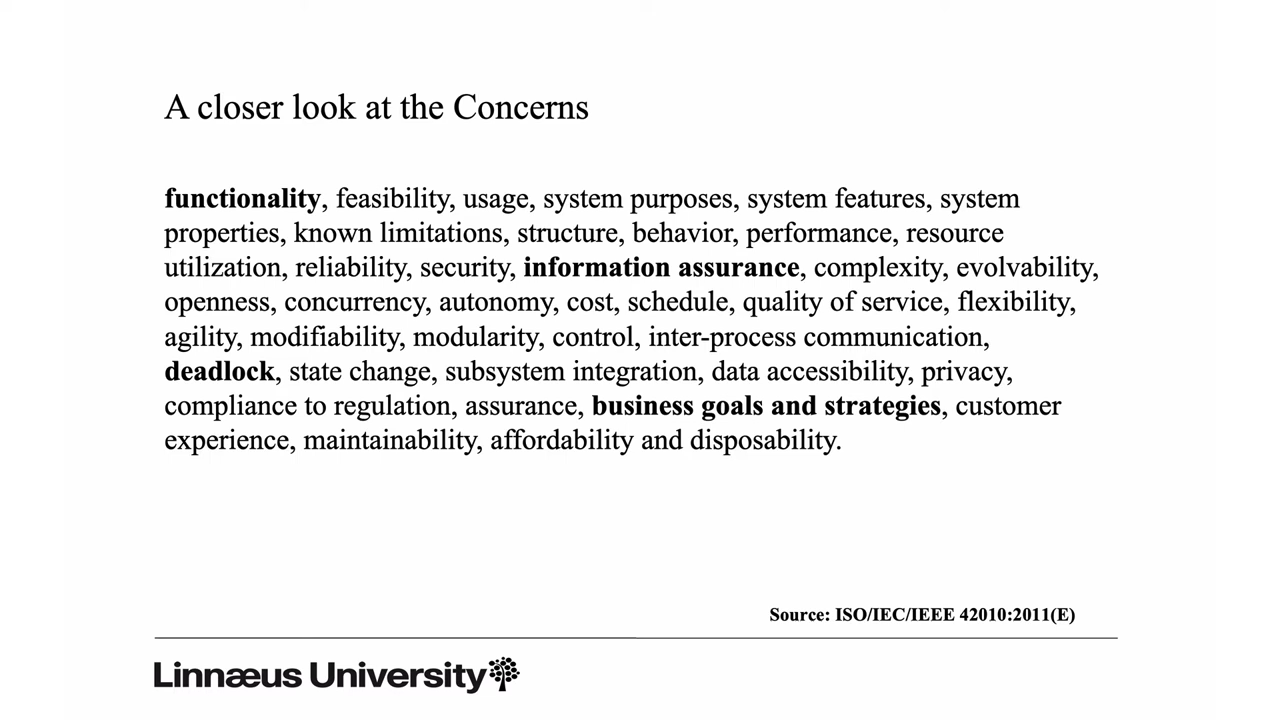 A closer look at the Concerns
functionality, feasibility, usage, system purposes, system features, system
properties, known limitations, structure, behavior, performance, resource
utilization, reliability, security, information assurance, complexity, evolvability,
openness, concurrency, autonomy, cost, schedule, quality of service, flexibility,
agility, modifiability, modularity, control, inter-process communication,
deadlock, state change, subsystem integration, data accessibility, privacy,
compliance to regulation, assurance, business goals and strategies, customer
experience, maintainability, affordability and disposability.
Source: ISO/IEC/IEEE 42010:2011(E)
Linnæus University